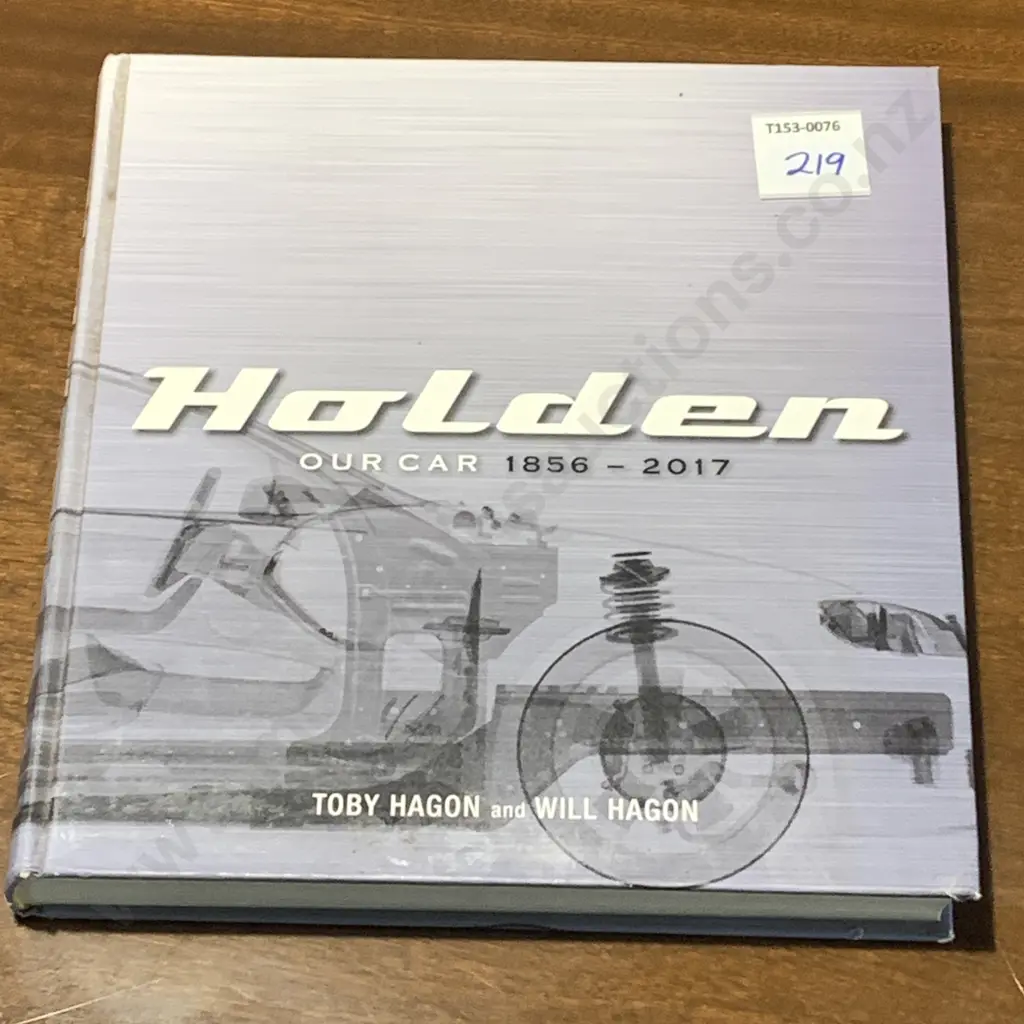 T153-0076
219
Holden
OUR CAR 1856 – 2017
TOBY HAGON and WILL HAGON